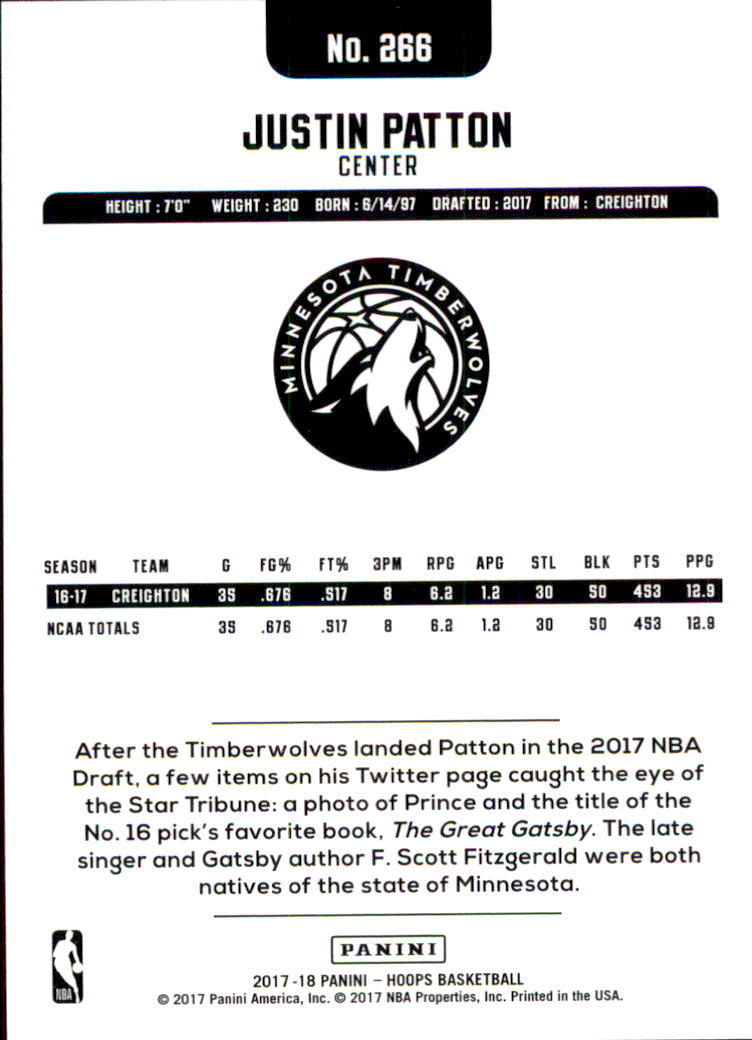 No. 266
JUSTIN PATTON
CENTER
HEIGHT : 7'0" WEIGHT : 230 BORN : 6/14/97 DRAFTED : 2017 FROM : CREIGHTON
MINNESOTA TIMBERWOLVES
SEASON TEAM G FG% FT% 3PM RPG APG STL BLK PTS PPG
16-17 CREIGHTON 35 .676 .517 8 6.2 1.2 30 50 453 12.9
NCAA TOTALS 35 .676 .517 8 6.2 1.2 30 50 453 12.9
After the Timberwolves landed Patton in the 2017 NBA
Draft, a few items on his Twitter page caught the eye of
the Star Tribune: a photo of Prince and the title of the
No. 16 pick's favorite book, The Great Gatsby. The late
singer and Gatsby author F. Scott Fitzgerald were both
natives of the state of Minnesota.
NBA
PANINI
2017-18 PANINI – HOOPS BASKETBALL
© 2017 Panini America, Inc. © 2017 NBA Properties, Inc. Printed in the USA.